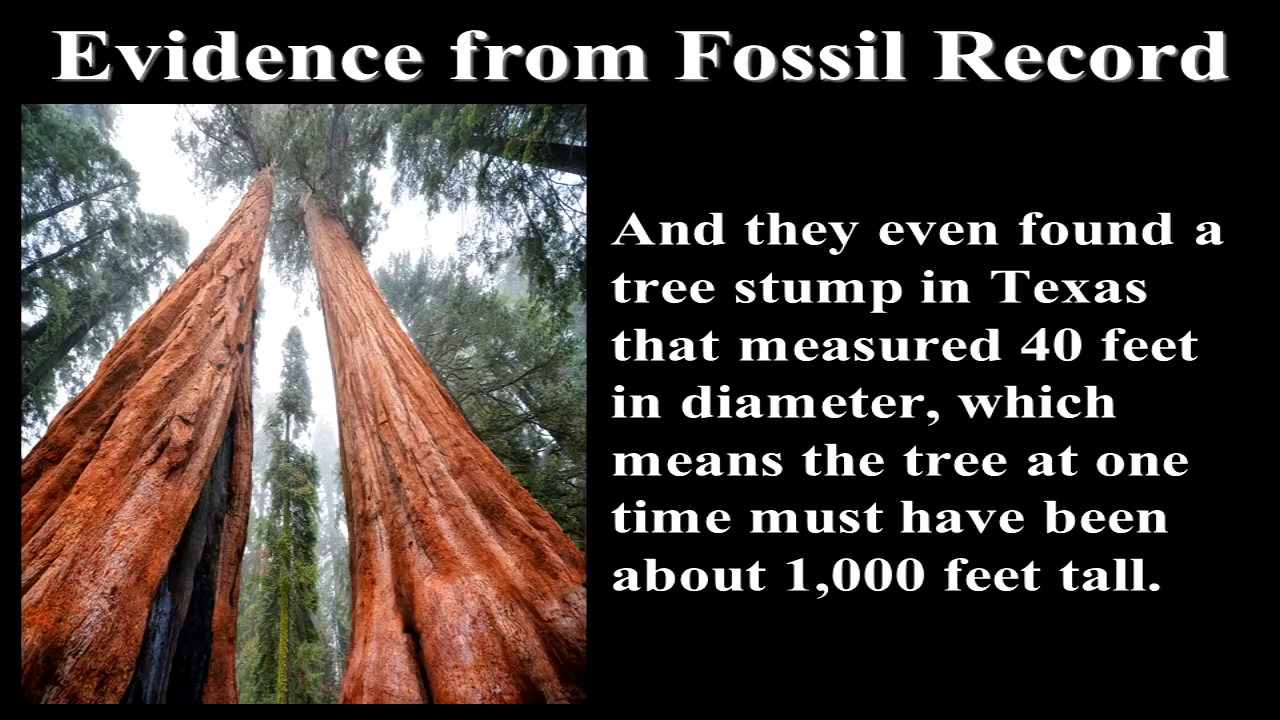 Evidence from Fossil Record
And they even found a
tree stump in Texas
that measured 40 feet
in diameter, which
means the tree at one
time must have been
about 1,000 feet tall.